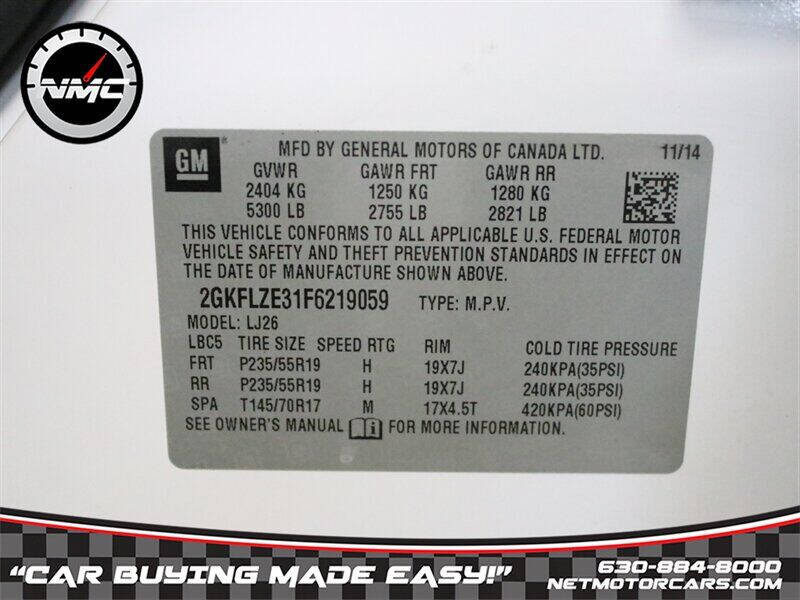 NMC
GM
MFD BY GENERAL MOTORS OF CANADA LTD. 11/14
GVWR GAWR FRT GAWR RR
2404 KG 1250 KG 1280 KG
5300 LB 2755 LB 2821 LB
THIS VEHICLE CONFORMS TO ALL APPLICABLE U.S. FEDERAL MOTOR
VEHICLE SAFETY AND THEFT PREVENTION STANDARDS IN EFFECT ON
THE DATE OF MANUFACTURE SHOWN ABOVE.
2GKFLZE31F6219059 TYPE: M.P.V.
MODEL: LJ26
LBC5 TIRE SIZE SPEED RTG RIM COLD TIRE PRESSURE
FRT P235/55R19 H 19X7J 240KPA(35PSI)
RR P235/55R19 H 19X7J 240KPA(35PSI)
SPA T145/70R17 M 17X4.5T 420KPA(60PSI)
SEE OWNER'S MANUAL FOR MORE INFORMATION.
"CAR BUYING MADE EASY!"
630-884-8000
NETMOTORCARS.COM